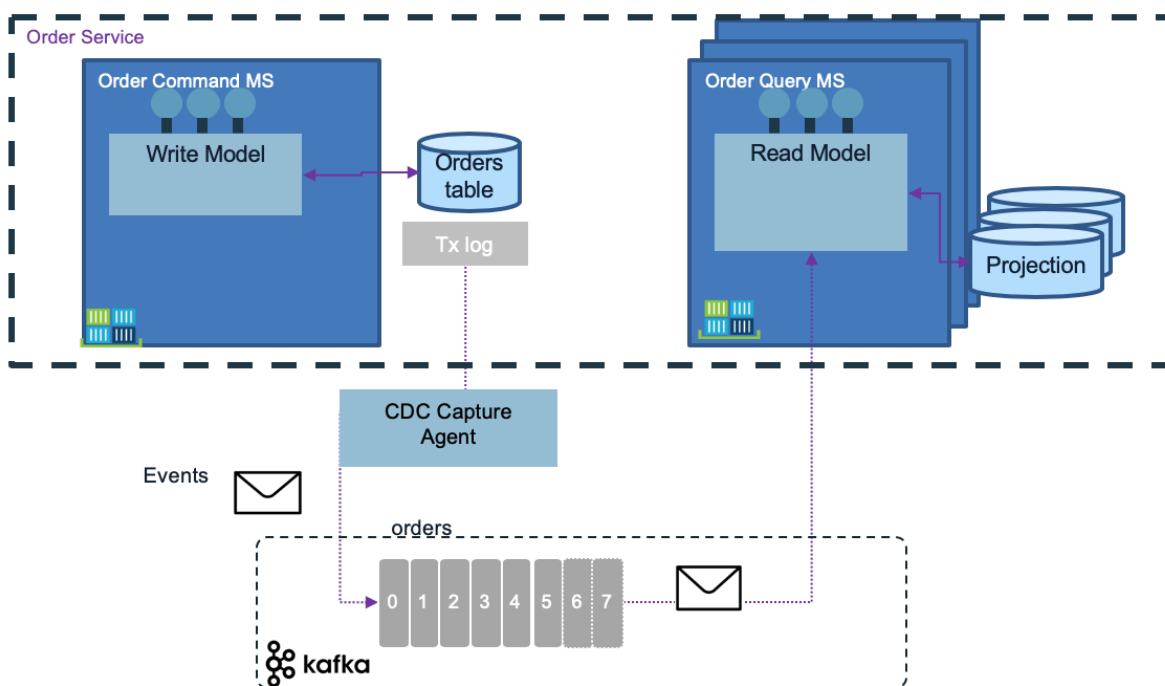 Order Service
Order Command MS
Write Model
Orders
table
Tx log
Order Query MS
Read Model
Projection
CDC Capture
Agent
Events
orders
0 1 2 3 4 5 6 7
kafka